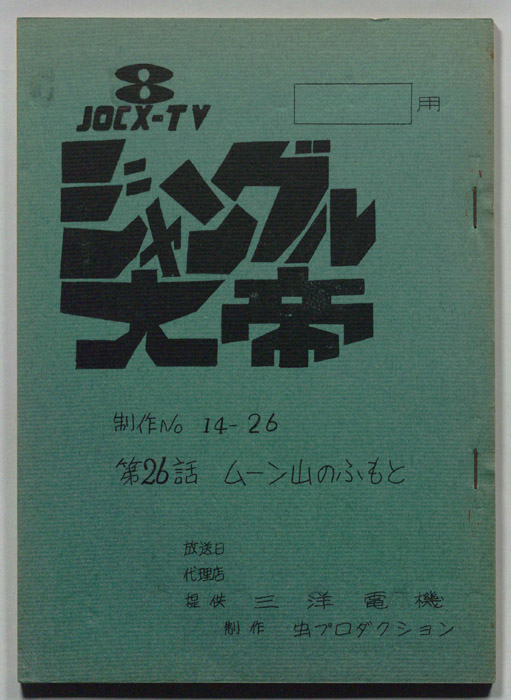 8
JOCX-TV
用
ジャングル
大帝
制作No 14-26
第26話 ムーン山のふもと
放送日
代理店
提供 三洋電機
制作 虫プロダクション